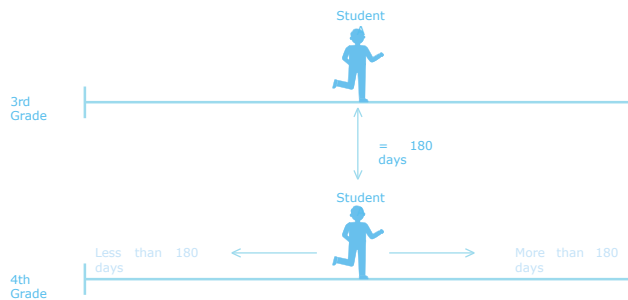 Student
3rd
Grade
= 180
days
Student
Less than 180
days
More than 180
days
4th
Grade